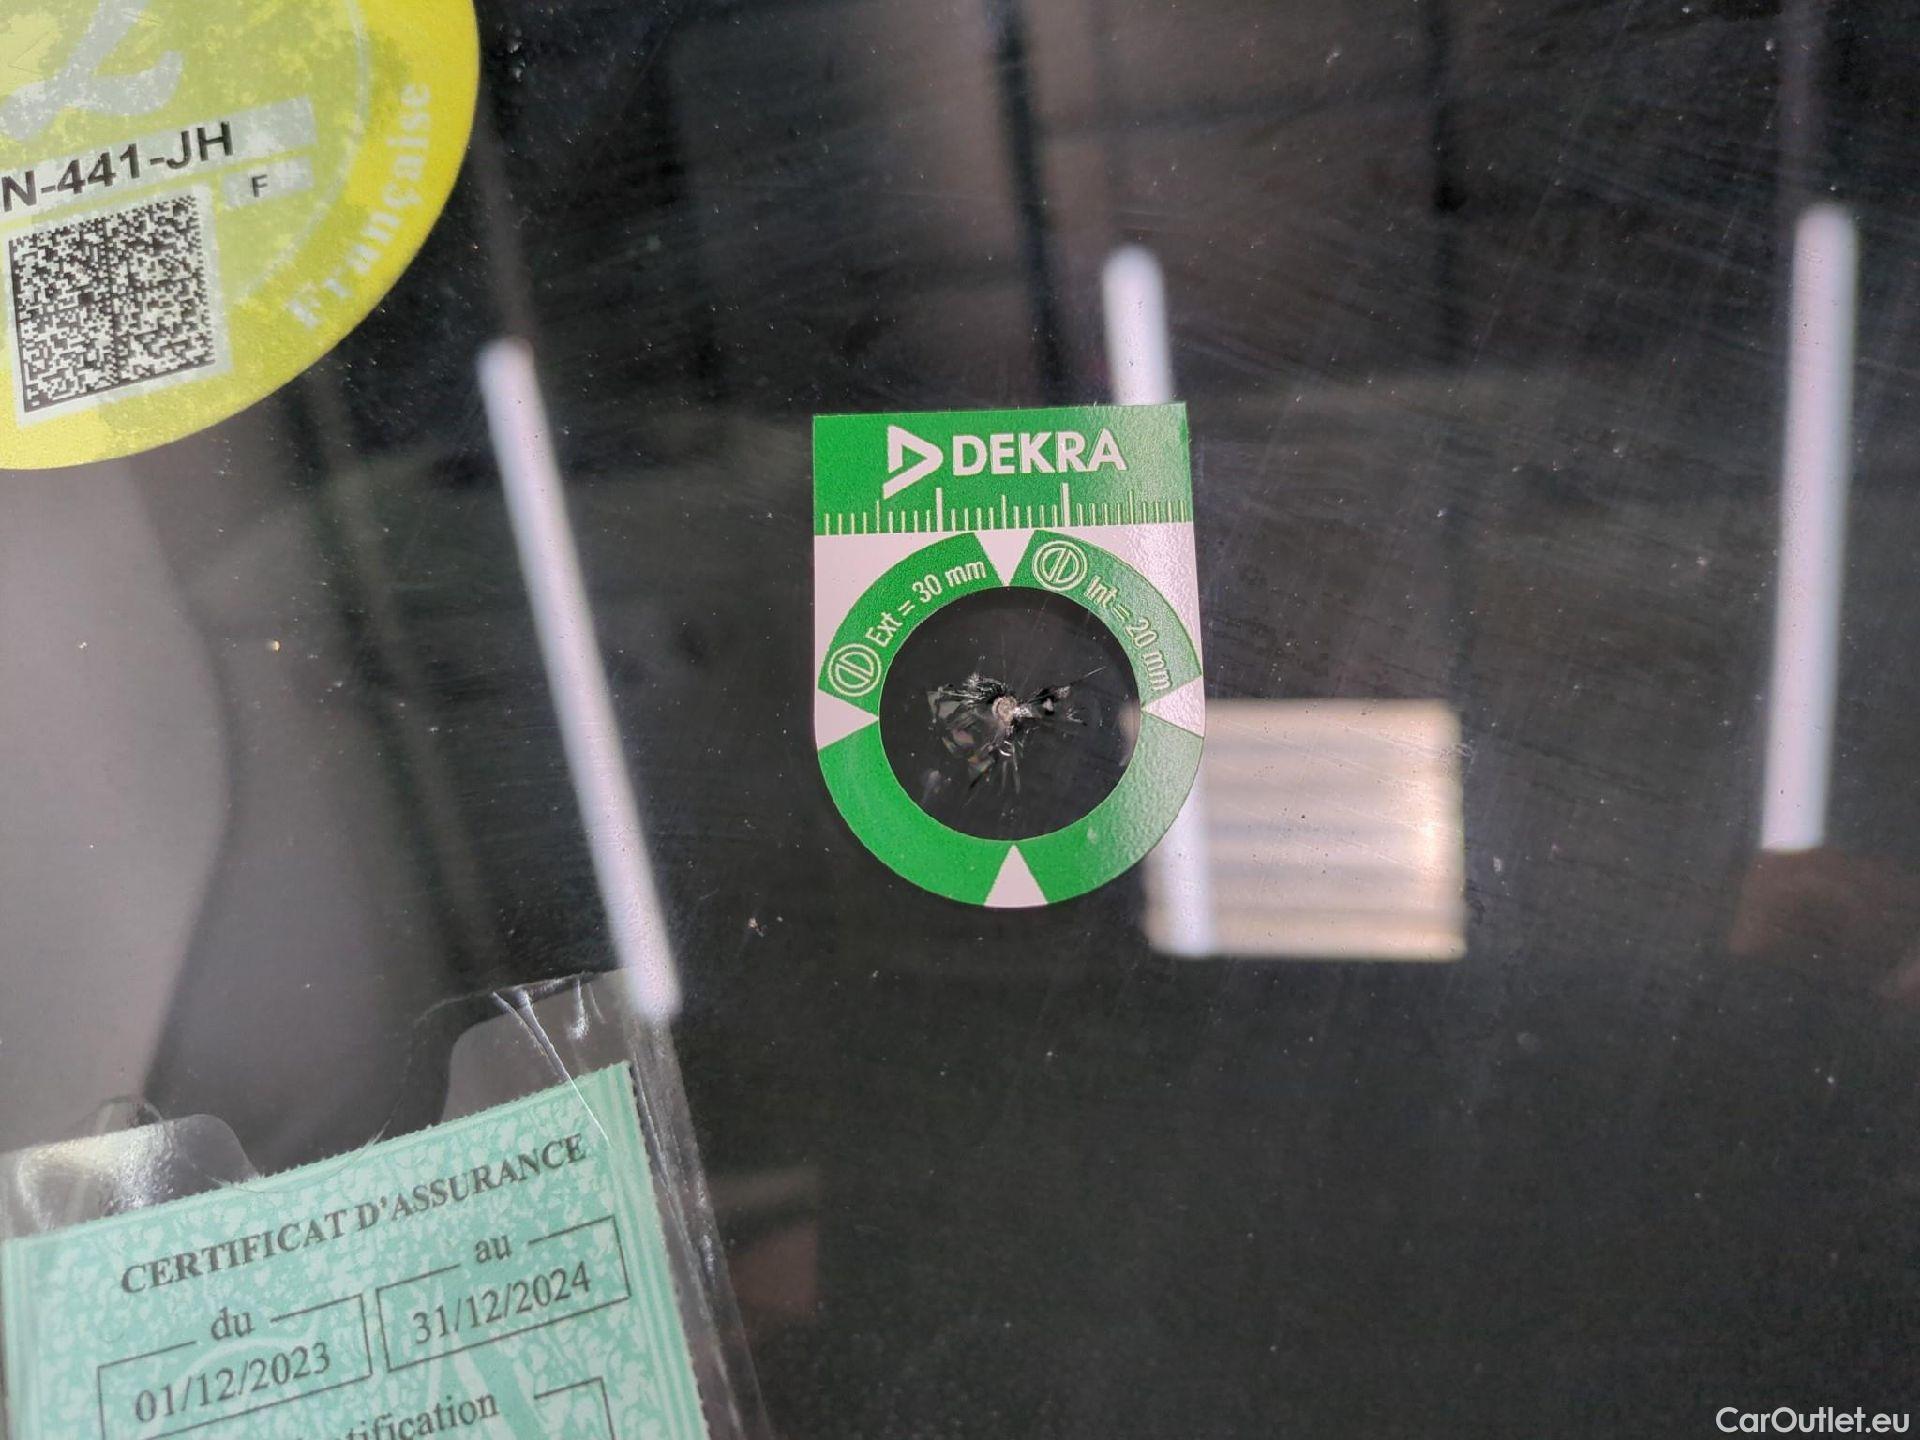 N-441-JH
F
Française
DEKRA
Ext = 30 mm
Int = 20 mm
CERTIFICAT D'ASSURANCE
du
au
01/12/2023
31/12/2024
CarOutlet.eu